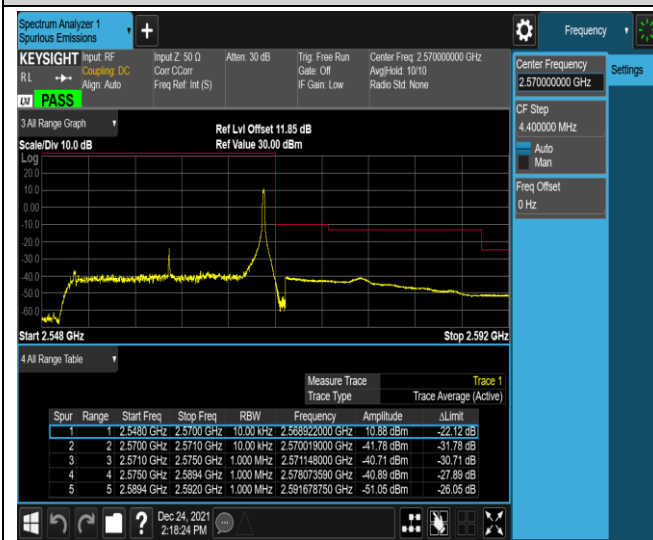 Spectrum Analyzer 1
Spurious Emissions
Frequency
KEYSIGHT Input: RF Input Z: 50 Ω Atten: 30 dB Trig: Free Run Center Freq: 2.570000000 GHz
RL Coupling: DC Corr CCorr Gate: Off Avg|Hold: 10/10
Align: Auto Freq Ref: Int (S) IF Gain: Low Radio Std: None
LXI PASS
Center Frequency
2.570000000 GHz
Settings
CF Step
4.400000 MHz
Auto
Man
Freq Offset
0 Hz
3 All Range Graph
Ref Lvl Offset 11.85 dB
Scale/Div 10.0 dB Ref Value 30.00 dBm
Log
20.0
10.0
0.00
-10.0
-20.0
-30.0
-40.0
-50.0
-60.0
Start 2.548 GHz Stop 2.592 GHz
4 All Range Table
Measure Trace Trace 1
Trace Type Trace Average (Active)
Spur Range Start Freq Stop Freq RBW Frequency Amplitude ΔLimit
1 1 2.5480 GHz 2.5700 GHz 10.00 kHz 2.568922000 GHz 10.88 dBm -22.12 dB
2 2 2.5700 GHz 2.5710 GHz 10.00 kHz 2.570019000 GHz -41.78 dBm -31.78 dB
3 3 2.5710 GHz 2.5750 GHz 1.000 MHz 2.571148000 GHz -40.71 dBm -30.71 dB
4 4 2.5750 GHz 2.5894 GHz 1.000 MHz 2.578073590 GHz -40.89 dBm -27.89 dB
5 5 2.5894 GHz 2.5920 GHz 1.000 MHz 2.591678750 GHz -51.05 dBm -26.05 dB
Dec 24, 2021
2:18:24 PM